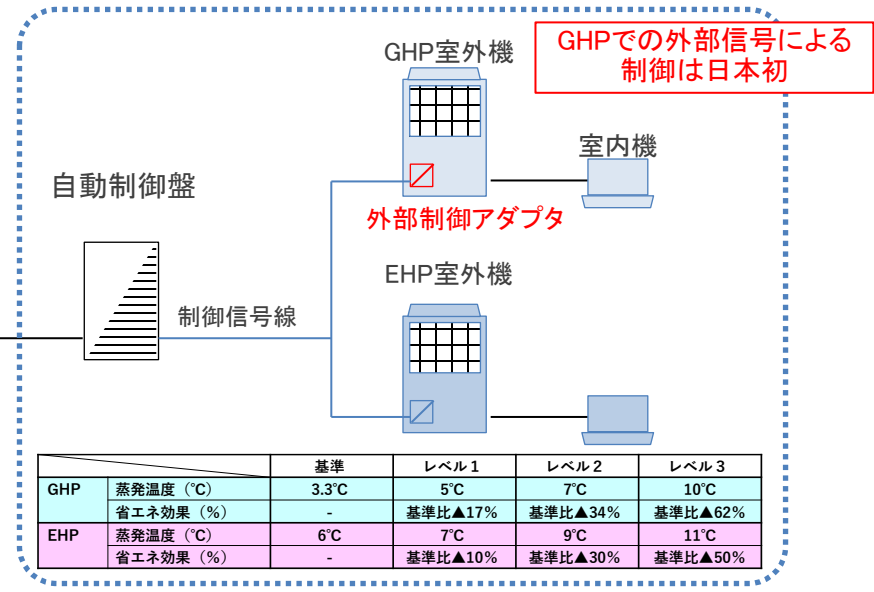 GHPでの外部信号による
制御は日本初
GHP室外機
室内機
自動制御盤
外部制御アダプタ
EHP室外機
制御信号線
基準 レベル1 レベル2 レベル3
GHP 蒸発温度（℃） 3.3℃ 5℃ 7℃ 10℃
省エネ効果（%） - 基準比▲17% 基準比▲34% 基準比▲62%
EHP 蒸発温度（℃） 6℃ 7℃ 9℃ 11℃
省エネ効果（%） - 基準比▲10% 基準比▲30% 基準比▲50%